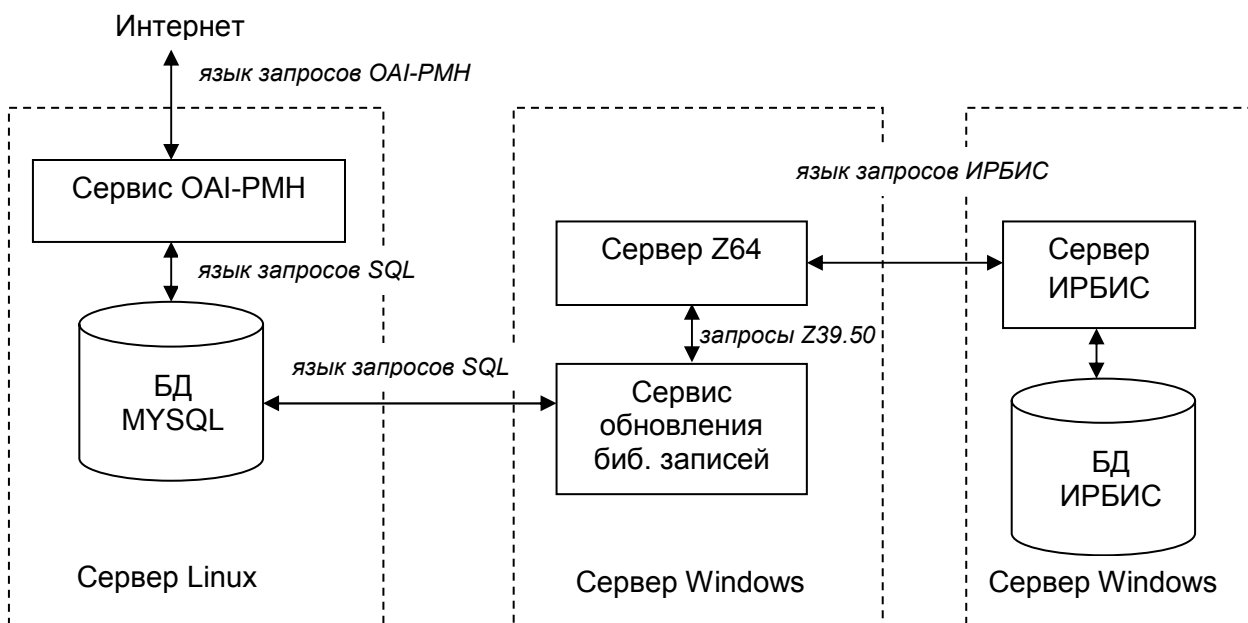 Интернет
язык запросов OAI-PMH
Сервис OAI-PMH
язык запросов SQL
БД
MYSQL
Сервер Linux
язык запросов SQL
Сервер Z64
запросы Z39.50
Сервис
обновления
биб. записей
Сервер Windows
язык запросов ИРБИС
Сервер
ИРБИС
БД
ИРБИС
Сервер Windows